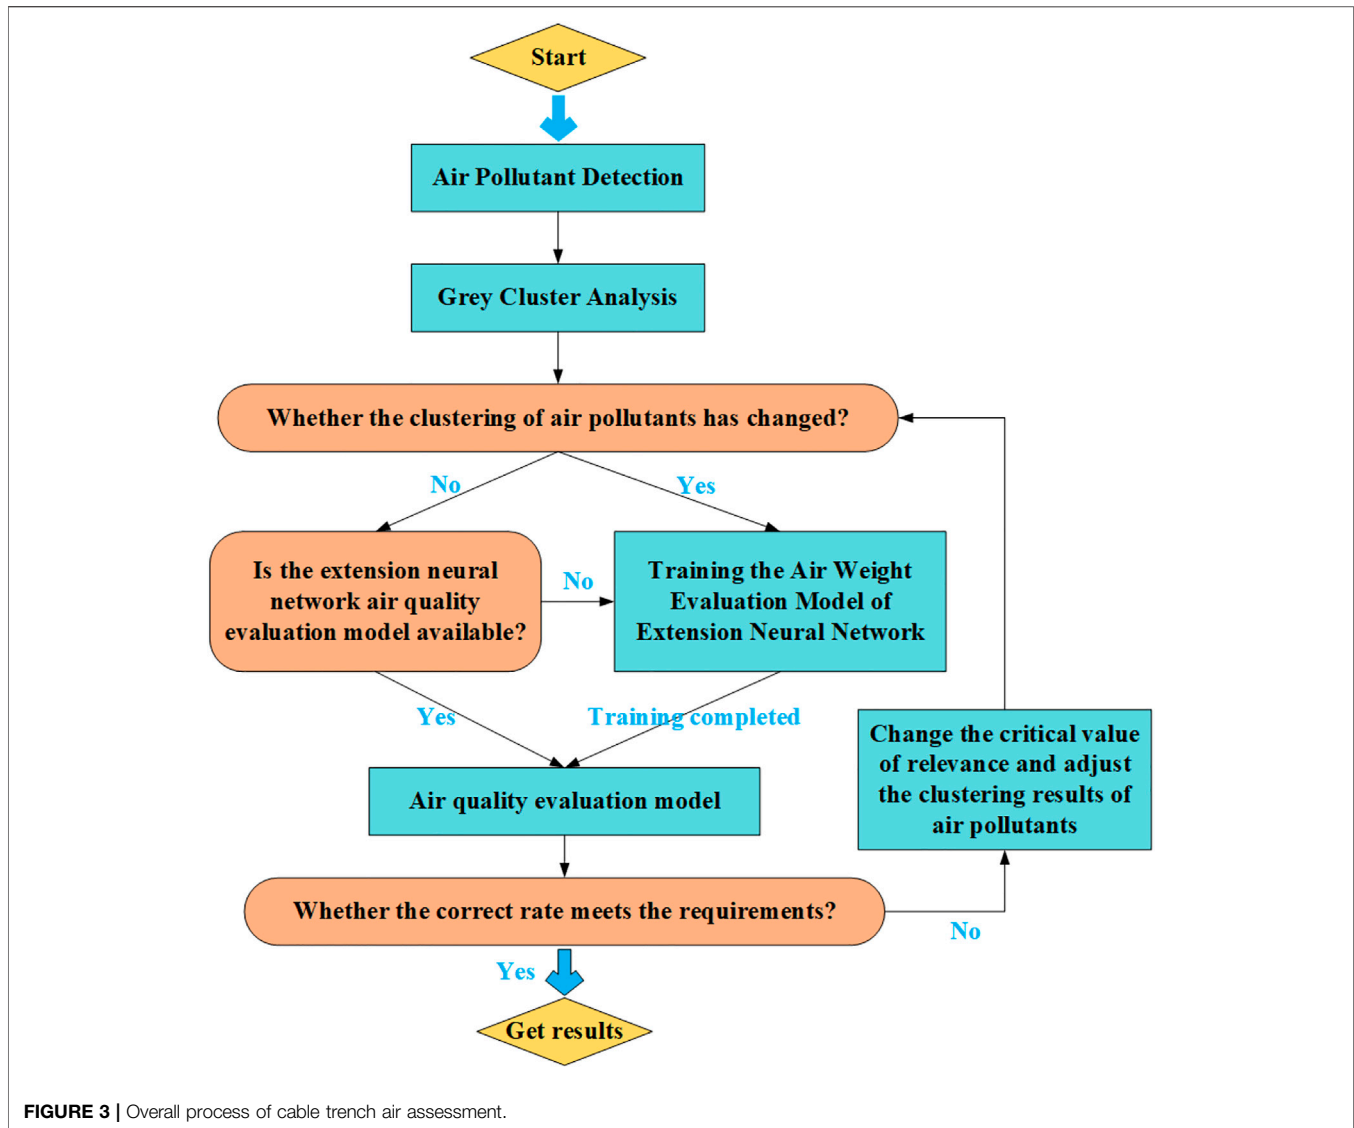 Start
Air Pollutant Detection
Grey Cluster Analysis
Whether the clustering of air pollutants has changed?
No
Yes
Is the extension neural
network air quality
evaluation model available?
No
Training the Air Weight
Evaluation Model of
Extension Neural Network
Yes
Training completed
Change the critical value
of relevance and adjust
the clustering results of
air pollutants
Air quality evaluation model
Whether the correct rate meets the requirements?
No
Yes
Get results
FIGURE 3 | Overall process of cable trench air assessment.